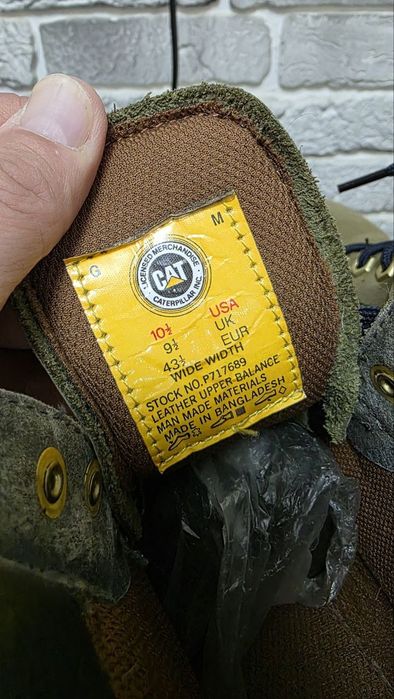 G M
LICENSED MERCHANDISE
CAT
CATERPILLAR INC.
10½ USA
9½ UK
43½ EUR
WIDE WIDTH
STOCK NO.P717689
LEATHER UPPER-BALANCE
MAN MADE MATERIALS
MADE IN BANGLADESH